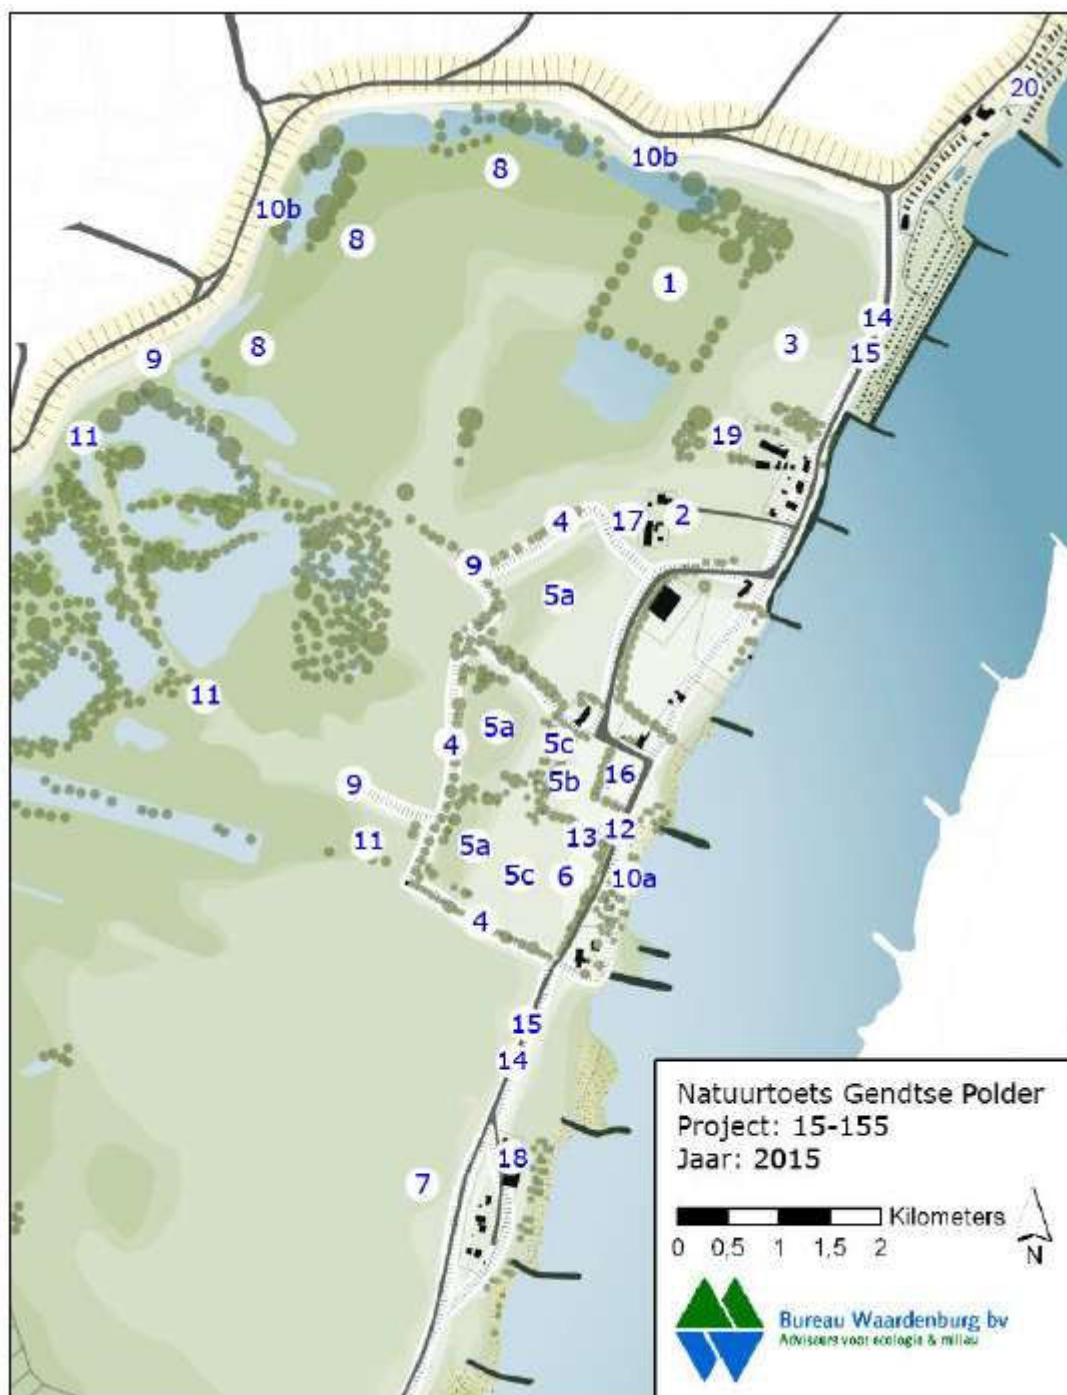 20
10b
8
10b
8
1
14
3
15
9
8
11
19
4
17
2
9
5a
11
5a
4
5c
5b
16
9
12
13
11
5a
5c
6
10a
4
15
14
18
7
Natuurtoets Gendtse Polder
Project: 15-155
Jaar: 2015
Kilometers
0 0,5 1 1,5 2
N
Bureau Waardenburg bv
Adviseurs voor ecologie & milieu